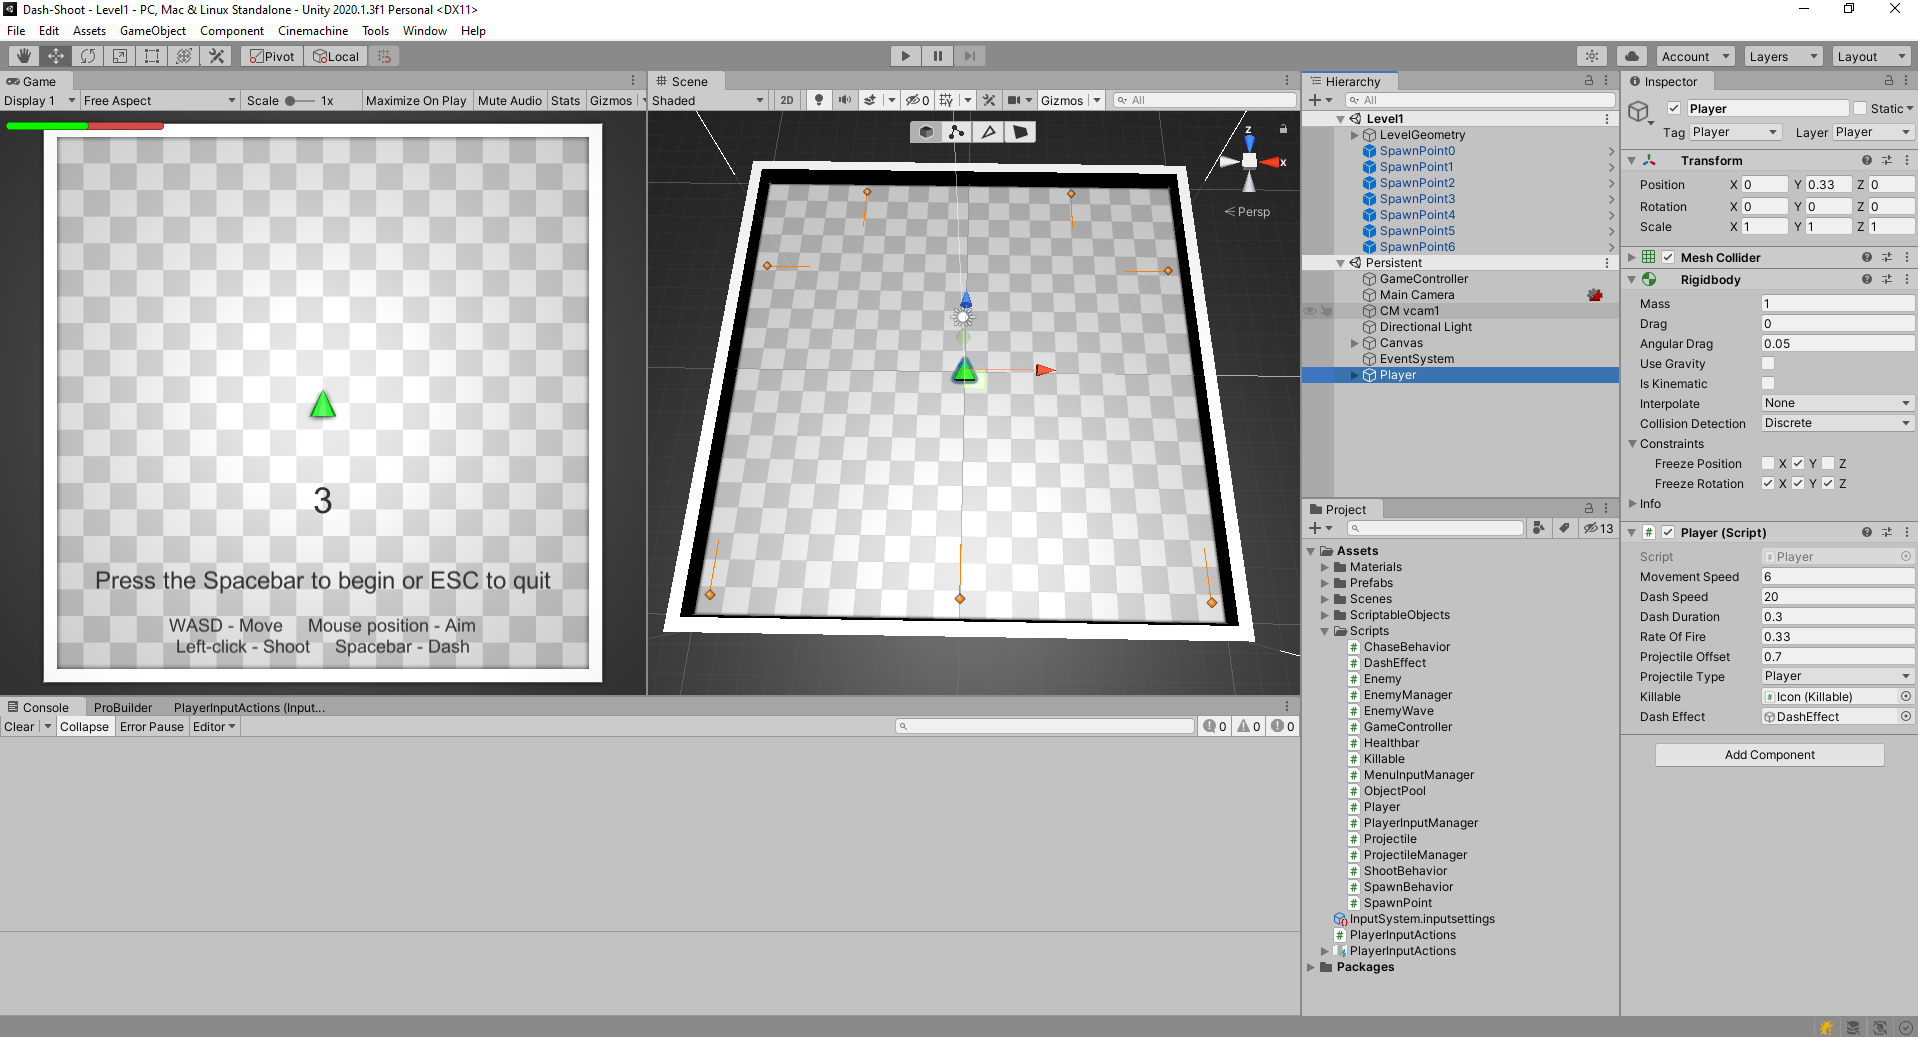 Dash-Shoot - Level1 - PC, Mac & Linux Standalone - Unity 2020.1.3f1 Personal <DX11>
File Edit Assets GameObject Component Cinemachine Tools Window Help
Pivot Local Account Layers Layout
Game
Display 1 Free Aspect Scale 1x Maximize On Play Mute Audio Stats Gizmos
3
Press the Spacebar to begin or ESC to quit
WASD - Move Mouse position - Aim
Left-click - Shoot Spacebar - Dash
Scene
Shaded 2D 0 Gizmos All
z
x
Persp
Console ProBuilder PlayerInputActions (Input...
Clear Collapse Error Pause Editor 0 0 0
Hierarchy
All
Level1
LevelGeometry
SpawnPoint0
SpawnPoint1
SpawnPoint2
SpawnPoint3
SpawnPoint4
SpawnPoint5
SpawnPoint6
Persistent
GameController
Main Camera
CM vcam1
Directional Light
Canvas
EventSystem
Player
Project
13
Assets
Materials
Prefabs
Scenes
ScriptableObjects
Scripts
ChaseBehavior
DashEffect
Enemy
EnemyManager
EnemyWave
GameController
Healthbar
Killable
MenuInputManager
ObjectPool
Player
PlayerInputManager
Projectile
ProjectileManager
ShootBehavior
SpawnBehavior
SpawnPoint
InputSystem.inputsettings
PlayerInputActions
PlayerInputActions
Packages
Inspector
Player Static
Tag Player Layer Player
Transform
Position X 0 Y 0.33 Z 0
Rotation X 0 Y 0 Z 0
Scale X 1 Y 1 Z 1
Mesh Collider
Rigidbody
Mass 1
Drag 0
Angular Drag 0.05
Use Gravity
Is Kinematic
Interpolate None
Collision Detection Discrete
Constraints
Freeze Position X Y Z
Freeze Rotation X Y Z
Info
Player (Script)
Script Player
Movement Speed 6
Dash Speed 20
Dash Duration 0.3
Rate Of Fire 0.33
Projectile Offset 0.7
Projectile Type Player
Killable Icon (Killable)
Dash Effect DashEffect
Add Component